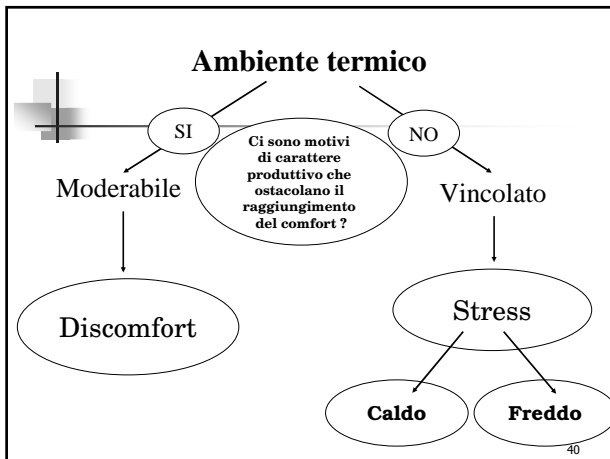 Ambiente termico
SI
NO
Ci sono motivi
di carattere
produttivo che
ostacolano il
raggiungimento
del comfort ?
Moderabile
Vincolato
Discomfort
Stress
Caldo
Freddo
40